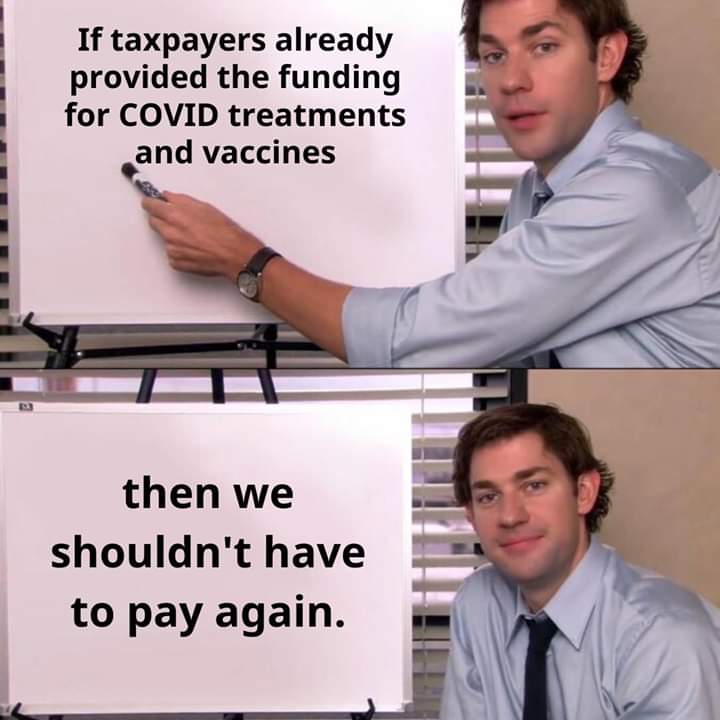 If taxpayers already
provided the funding
for COVID treatments
and vaccines
then we
shouldn't have
to pay again.